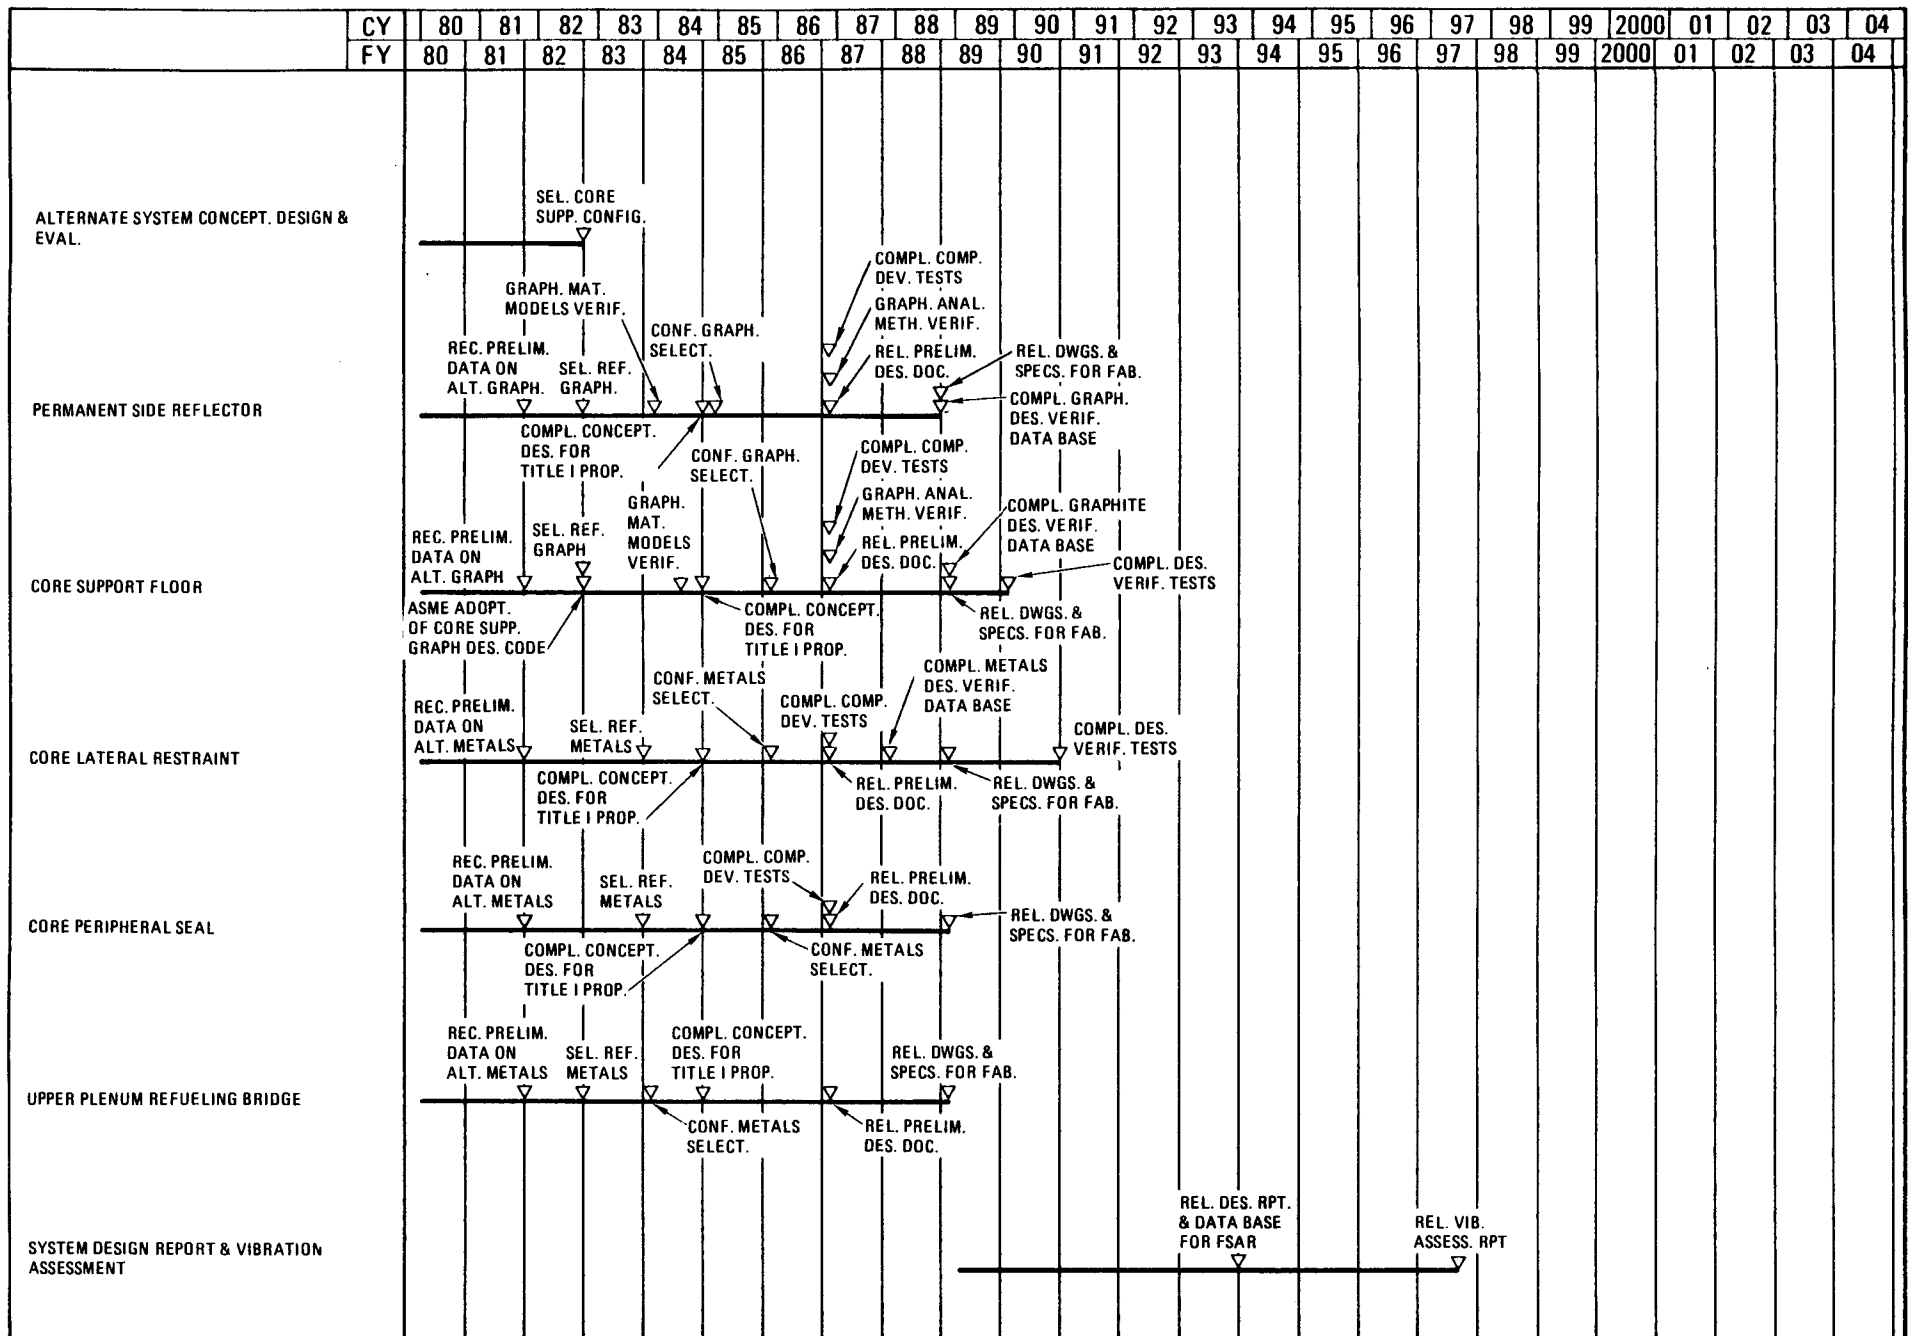 CY 80 81 82 83 84 85 86 87 88 89 90 91 92 93 94 95 96 97 98 99 2000 01 02 03 04
FY 80 81 82 83 84 85 86 87 88 89 90 91 92 93 94 95 96 97 98 99 2000 01 02 03 04
ALTERNATE SYSTEM CONCEPT. DESIGN &
EVAL.
SEL. CORE
SUPP. CONFIG.
PERMANENT SIDE REFLECTOR
REC. PRELIM.
DATA ON
ALT. GRAPH.
SEL. REF.
GRAPH.
GRAPH. MAT.
MODELS VERIF.
CONF. GRAPH.
SELECT.
COMPL. CONCEPT.
DES. FOR
TITLE I PROP.
COMPL. COMP.
DEV. TESTS
GRAPH. ANAL.
METH. VERIF.
REL. PRELIM.
DES. DOC.
REL. DWGS. &
SPECS. FOR FAB.
COMPL. GRAPH.
DES. VERIF.
DATA BASE
CORE SUPPORT FLOOR
REC. PRELIM.
DATA ON
ALT. GRAPH
SEL. REF.
GRAPH
ASME ADOPT.
OF CORE SUPP.
GRAPH DES. CODE
GRAPH.
MAT.
MODELS
VERIF.
CONF. GRAPH.
SELECT.
COMPL. CONCEPT.
DES. FOR
TITLE I PROP.
COMPL. COMP.
DEV. TESTS
GRAPH. ANAL.
METH. VERIF.
REL. PRELIM.
DES. DOC.
COMPL. GRAPHITE
DES. VERIF.
DATA BASE
REL. DWGS. &
SPECS. FOR FAB.
COMPL. DES.
VERIF. TESTS
CORE LATERAL RESTRAINT
REC. PRELIM.
DATA ON
ALT. METALS
SEL. REF.
METALS
COMPL. CONCEPT.
DES. FOR
TITLE I PROP.
CONF. METALS
SELECT.
COMPL. COMP.
DEV. TESTS
REL. PRELIM.
DES. DOC.
COMPL. METALS
DES. VERIF.
DATA BASE
REL. DWGS. &
SPECS. FOR FAB.
COMPL. DES.
VERIF. TESTS
CORE PERIPHERAL SEAL
REC. PRELIM.
DATA ON
ALT. METALS
SEL. REF.
METALS
COMPL. CONCEPT.
DES. FOR
TITLE I PROP.
COMPL. COMP.
DEV. TESTS
CONF. METALS
SELECT.
REL. PRELIM.
DES. DOC.
REL. DWGS. &
SPECS. FOR FAB.
UPPER PLENUM REFUELING BRIDGE
REC. PRELIM.
DATA ON
ALT. METALS
SEL. REF.
METALS
CONF. METALS
SELECT.
COMPL. CONCEPT.
DES. FOR
TITLE I PROP.
REL. PRELIM.
DES. DOC.
REL. DWGS. &
SPECS. FOR FAB.
SYSTEM DESIGN REPORT & VIBRATION
ASSESSMENT
REL. DES. RPT.
& DATA BASE
FOR FSAR
REL. VIB.
ASSESS. RPT